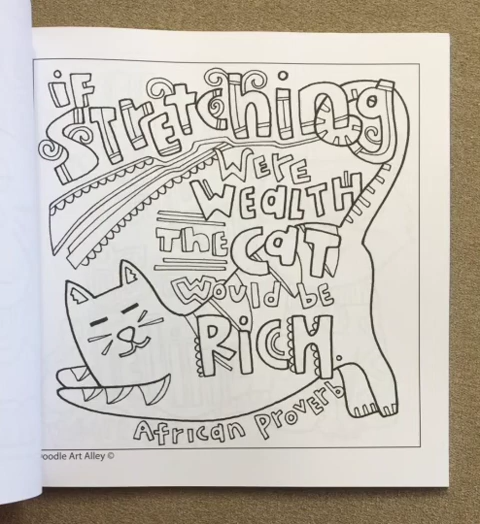 iF
StretchinG
Were
WeALtH
The CAT
Would be
RiCH.
African Proverb
oodle Art Alley ©